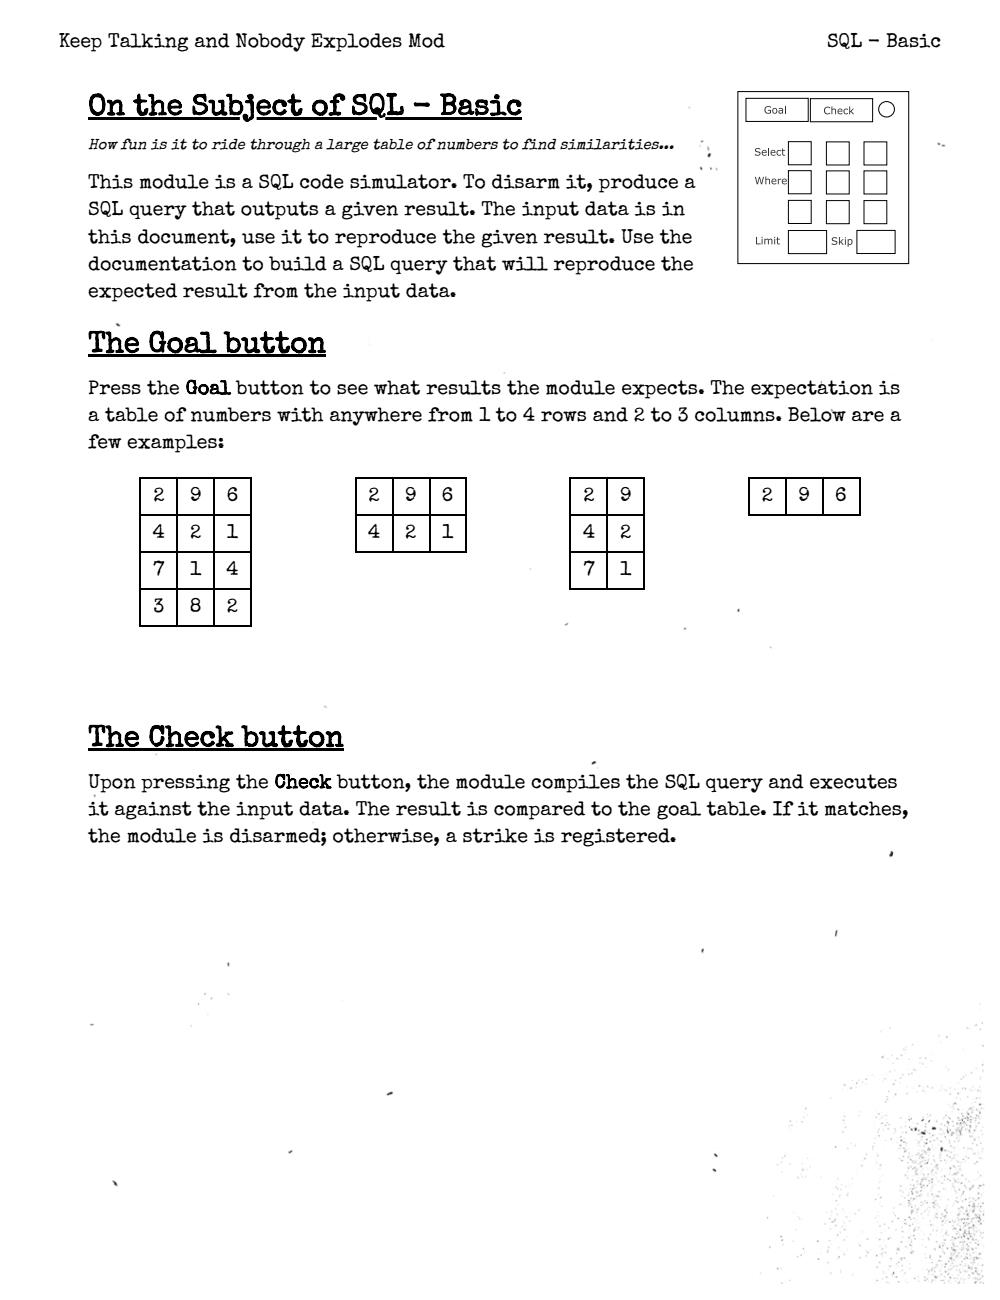 Keep Talking and Nobody Explodes Mod SQL – Basic
On the Subject of SQL – Basic
How fun is it to ride through a large table of numbers to find similarities...
This module is a SQL code simulator. To disarm it, produce a
SQL query that outputs a given result. The input data is in
this document, use it to reproduce the given result. Use the
documentation to build a SQL query that will reproduce the
expected result from the input data.
Goal Check
Select
Where
Limit Skip
The Goal button
Press the Goal button to see what results the module expects. The expectation is
a table of numbers with anywhere from 1 to 4 rows and 2 to 3 columns. Below are a
few examples:
2 9 6
4 2 1
7 1 4
3 8 2
2 9 6
4 2 1
2 9
4 2
7 1
2 9 6
The Check button
Upon pressing the Check button, the module compiles the SQL query and executes
it against the input data. The result is compared to the goal table. If it matches,
the module is disarmed; otherwise, a strike is registered.